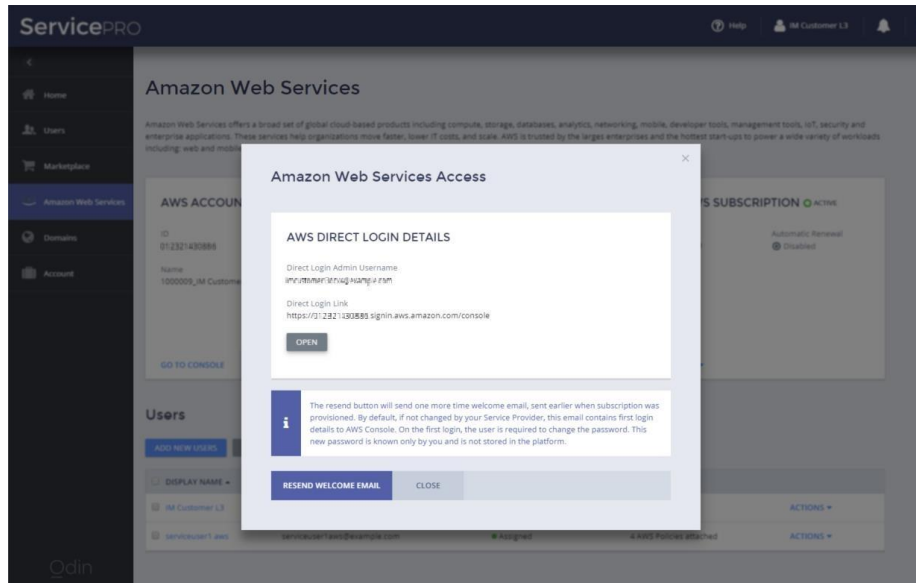 ServicePRO
Help
IM Customer L3
Home
Users
Marketplace
Amazon Web Services
Domains
Account
Odin
Amazon Web Services
Amazon Web Services offers a broad set of global cloud-based products including compute, storage, databases, analytics, networking, mobile, developer tools, management tools, IoT, security and
enterprise applications. These services help organizations move faster, lower IT costs, and scale. AWS is trusted by the larges enterprises and the hottest start-ups to power a wide variety of workloads
including: web and mobile
AWS ACCOUN
ID
012321430886
Name
1000009_IM Custome
GO TO CONSOLE
S SUBSCRIPTION ACTIVE
Automatic Renewal
Disabled
Amazon Web Services Access
AWS DIRECT LOGIN DETAILS
Direct Login Admin Username
Direct Login Link
https://012321430886.signin.aws.amazon.com/console
OPEN
The resend button will send one more time welcome email, sent earlier when subscription was
provisioned. By default, if not changed by your Service Provider, this email contains first login
details to AWS Console. On the first login, the user is required to change the password. This
new password is known only by you and is not stored in the platform.
RESEND WELCOME EMAIL
CLOSE
Users
ADD NEW USERS
DISPLAY NAME
IM Customer L3
ACTIONS
serviceuser1 aws
serviceuser1aws@example.com
Assigned
4 AWS Policies attached
ACTIONS